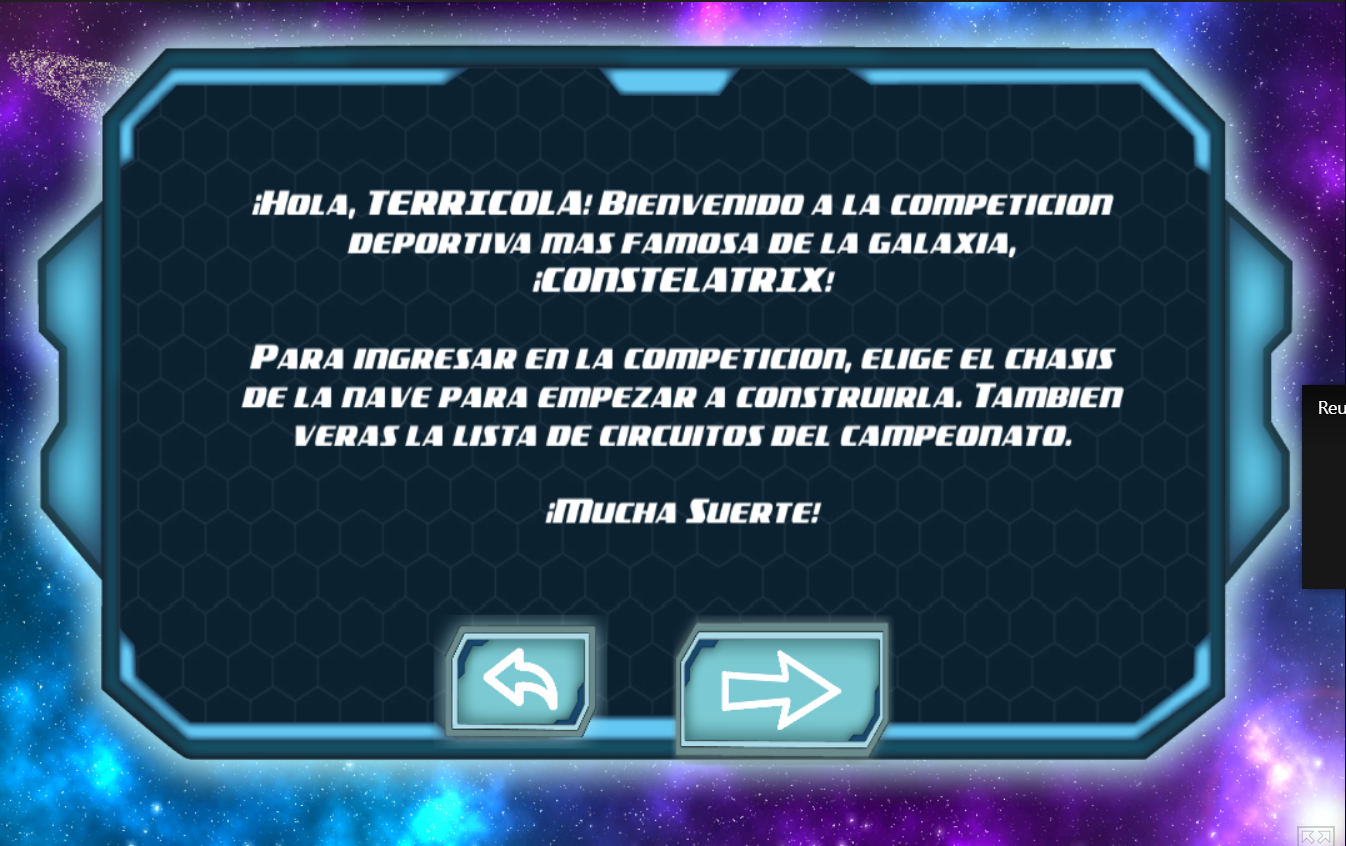 ¡Hola, TERRICOLA! Bienvenido a la competicion
deportiva mas famosa de la galaxia,
¡CONSTELATRIX!
Para ingresar en la competicion, elige el chasis
de la nave para empezar a construirla. Tambien
veras la lista de circuitos del campeonato.
¡Mucha Suerte!
Reu